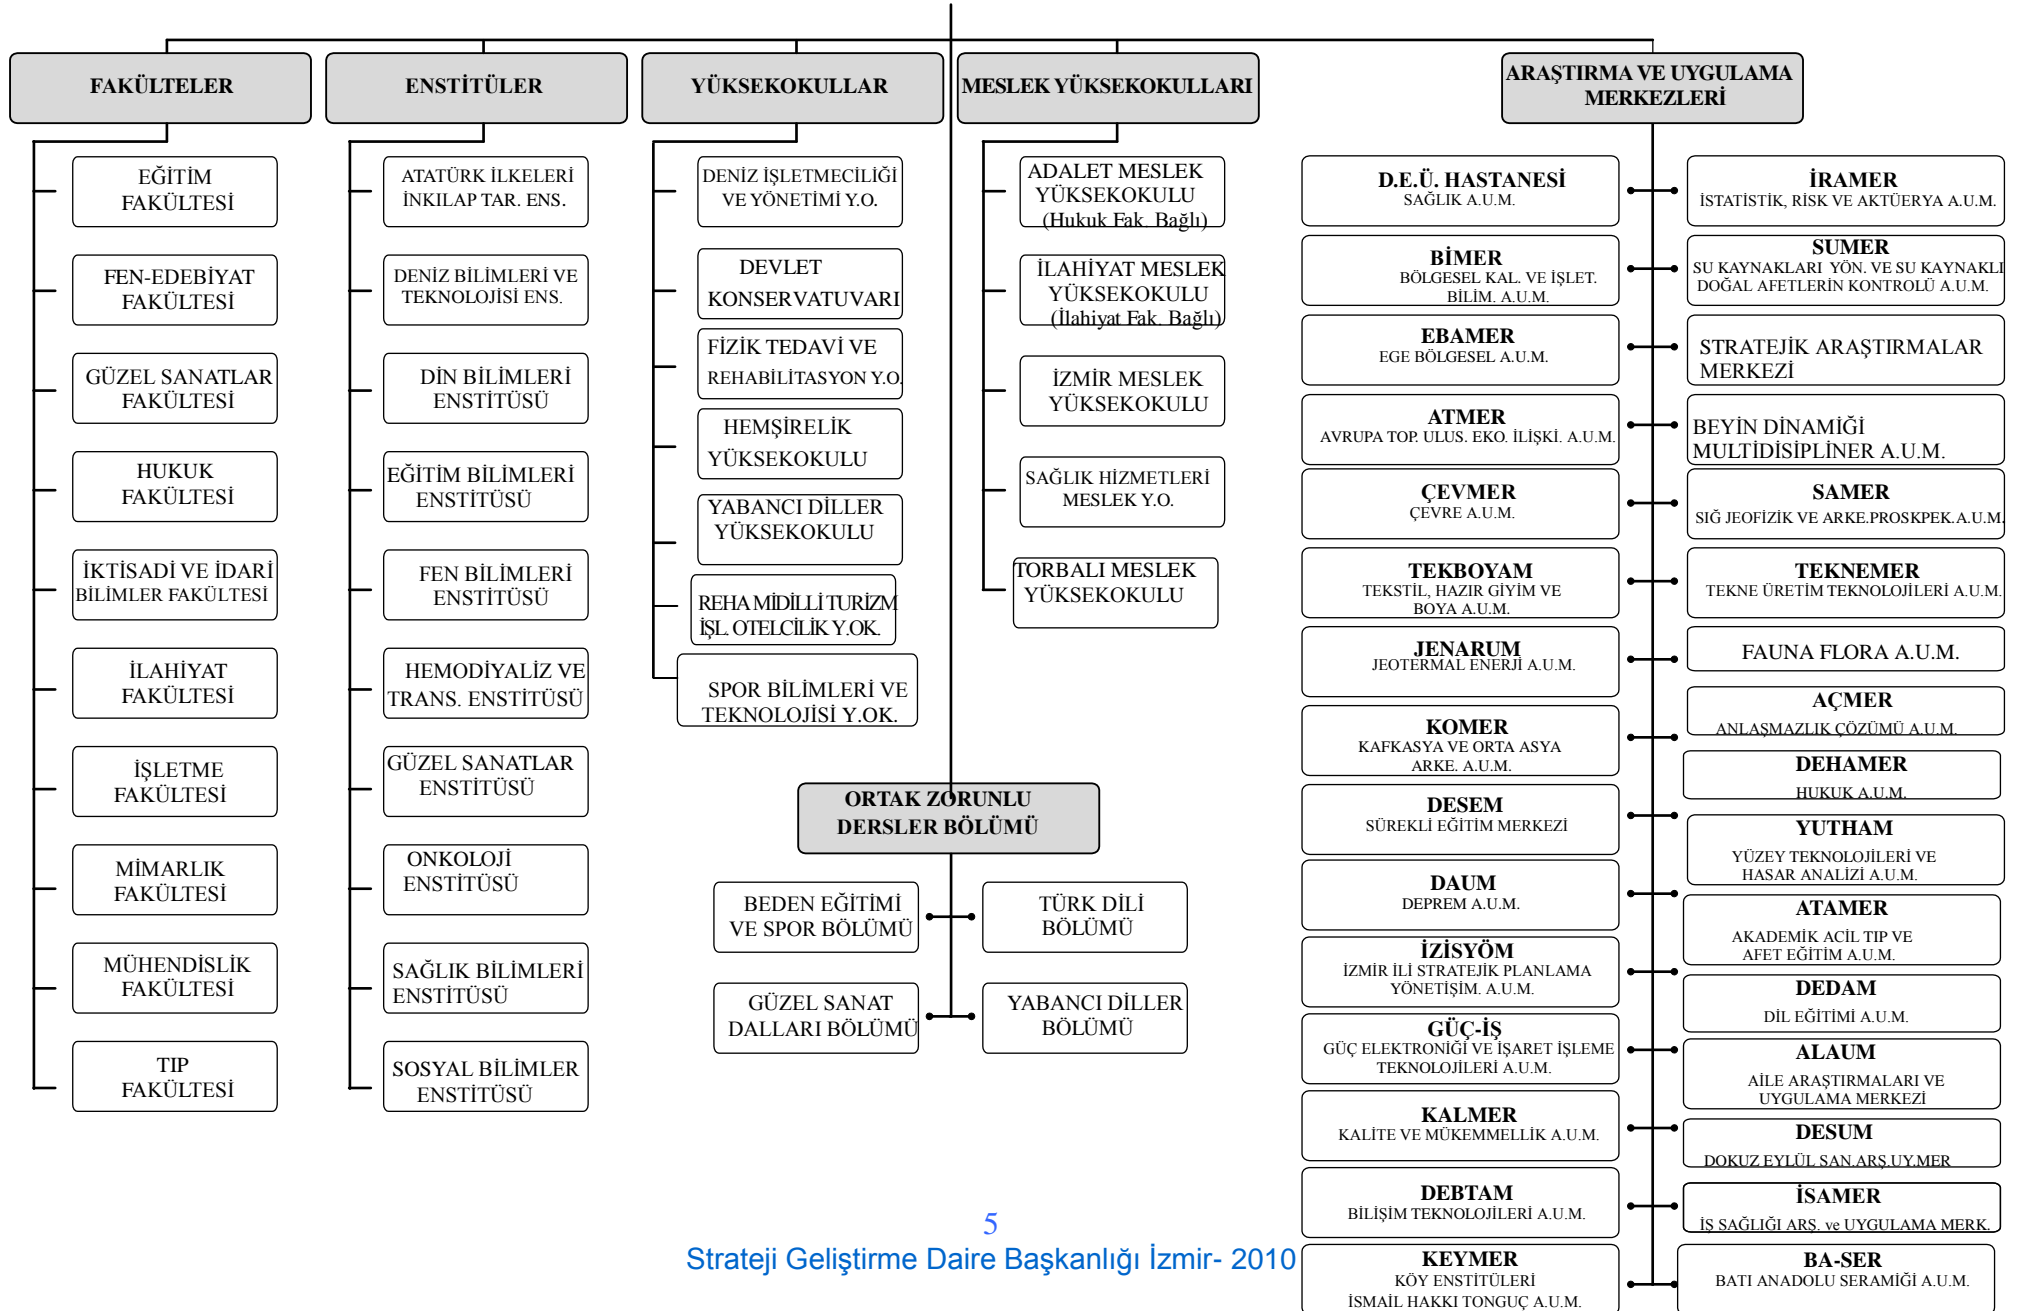 FAKÜLTELER
EĞİTİM
FAKÜLTESİ
FEN-EDEBİYAT
FAKÜLTESİ
GÜZEL SANATLAR
FAKÜLTESİ
HUKUK
FAKÜLTESİ
İKTİSADİ VE İDARİ
BİLİMLER FAKÜLTESİ
İLAHİYAT
FAKÜLTESİ
İŞLETME
FAKÜLTESİ
MİMARLIK
FAKÜLTESİ
MÜHENDİSLİK
FAKÜLTESİ
TIP
FAKÜLTESİ
ENSTİTÜLER
ATATÜRK İLKELERİ
İNKILAP TAR. ENS.
DENİZ BİLİMLERİ VE
TEKNOLOJİSİ ENS.
DİN BİLİMLERİ
ENSTİTÜSÜ
EĞİTİM BİLİMLERİ
ENSTİTÜSÜ
FEN BİLİMLERİ
ENSTİTÜSÜ
HEMODİYALİZ VE
TRANS. ENSTİTÜSÜ
GÜZEL SANATLAR
ENSTİTÜSÜ
ONKOLOJİ
ENSTİTÜSÜ
SAĞLIK BİLİMLERİ
ENSTİTÜSÜ
SOSYAL BİLİMLER
ENSTİTÜSÜ
YÜKSEKOKULLAR
DENİZ İŞLETMECİLİĞİ
VE YÖNETİMİ Y.O.
DEVLET
KONSERVATUVARI
FİZİK TEDAVİ VE
REHABİLİTASYON Y.O.
HEMŞİRELİK
YÜKSEKOKULU
YABANCI DİLLER
YÜKSEKOKULU
REHA MİDİLLİ TURİZM
İŞL. OTELCİLİK Y.OK.
SPOR BİLİMLERİ VE
TEKNOLOJİSİ Y.OK.
MESLEK YÜKSEKOKULLARI
ADALET MESLEK
YÜKSEKOKULU
(Hukuk Fak. Bağlı)
İLAHİYAT MESLEK
YÜKSEKOKULU
(İlahiyat Fak. Bağlı)
İZMİR MESLEK
YÜKSEKOKULU
SAĞLIK HİZMETLERİ
MESLEK Y.O.
TORBALI MESLEK
YÜKSEKOKULU
ORTAK ZORUNLU
DERSLER BÖLÜMÜ
BEDEN EĞİTİMİ
VE SPOR BÖLÜMÜ
TÜRK DİLİ
BÖLÜMÜ
GÜZEL SANAT
DALLARI BÖLÜMÜ
YABANCI DİLLER
BÖLÜMÜ
ARAŞTIRMA VE UYGULAMA
MERKEZLERİ
D.E.Ü. HASTANESİ
SAĞLIK A.U.M.
BİMER
BÖLGESEL KAL. VE İŞLET.
BİLİM. A.U.M.
EBAMER
EGE BÖLGESEL A.U.M.
ATMER
AVRUPA TOP. ULUS. EKO. İLİŞKİ. A.U.M.
ÇEVMER
ÇEVRE A.U.M.
TEKBOYAM
TEKSTİL, HAZIR GİYİM VE
BOYA A.U.M.
JENARUM
JEOTERMAL ENERJİ A.U.M.
KOMER
KAFKASYA VE ORTA ASYA
ARKE. A.U.M.
DESEM
SÜREKLİ EĞİTİM MERKEZİ
DAUM
DEPREM A.U.M.
İZİSYÖM
İZMİR İLİ STRATEJİK PLANLAMA
YÖNETİŞİM. A.U.M.
GÜÇ-İŞ
GÜÇ ELEKTRONİĞİ VE İŞARET İŞLEME
TEKNOLOJİLERİ A.U.M.
KALMER
KALİTE VE MÜKEMMELLİK A.U.M.
DEBTAM
BİLİŞİM TEKNOLOJİLERİ A.U.M.
KEYMER
KÖY ENSTİTÜLERİ
İSMAİL HAKKI TONGUÇ A.U.M.
İRAMER
İSTATİSTİK, RİSK VE AKTÜERYA A.U.M.
SUMER
SU KAYNAKLARI YÖN. VE SU KAYNAKLI
DOĞAL AFETLERİN KONTROLÜ A.U.M.
STRATEJİK ARAŞTIRMALAR
MERKEZİ
BEYİN DİNAMİĞİ
MULTİDİSİPLİNER A.U.M.
SAMER
SIĞ JEOFİZİK VE ARKE.PROSKPEK.A.U.M.
TEKNEMER
TEKNE ÜRETİM TEKNOLOJİLERİ A.U.M.
FAUNA FLORA A.U.M.
AÇMER
ANLAŞMAZLIK ÇÖZÜMÜ A.U.M.
DEHAMER
HUKUK A.U.M.
YUTHAM
YÜZEY TEKNOLOJİLERİ VE
HASAR ANALİZİ A.U.M.
ATAMER
AKADEMİK ACİL TIP VE
AFET EĞİTİM A.U.M.
DEDAM
DİL EĞİTİMİ A.U.M.
ALAUM
AİLE ARAŞTIRMALARI VE
UYGULAMA MERKEZİ
DESUM
DOKUZ EYLÜL SAN.ARŞ.UY.MER
İSAMER
İŞ SAĞLIĞI ARŞ. ve UYGULAMA MERK.
BA-SER
BATI ANADOLU SERAMİĞİ A.U.M.
5
Strateji Geliştirme Daire Başkanlığı İzmir- 2010